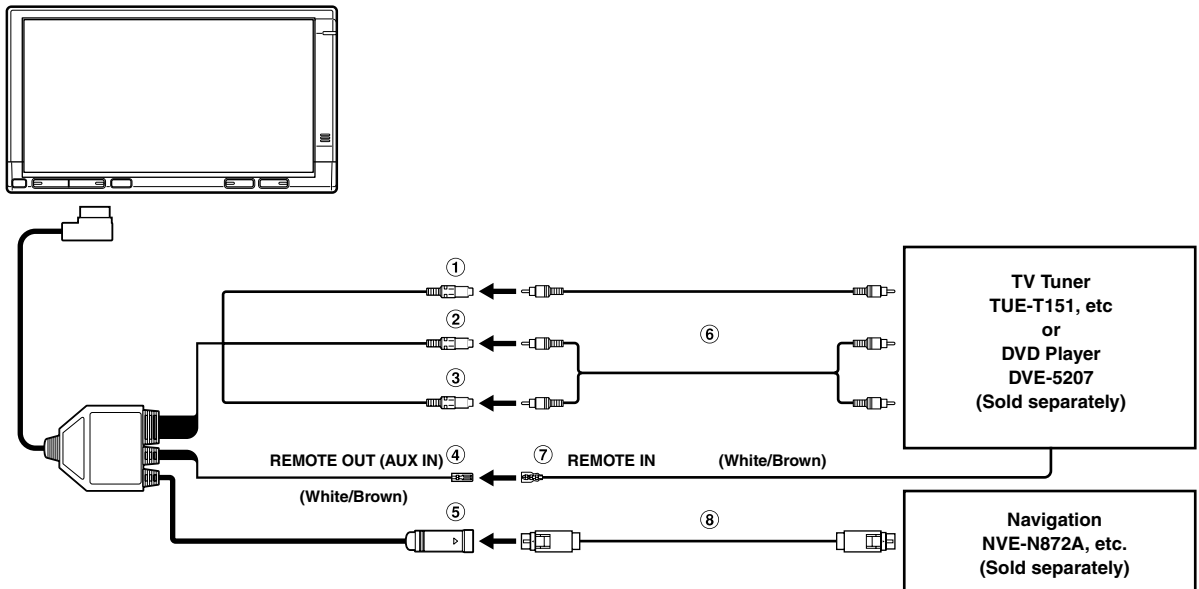 ①
②
⑥
③
TV Tuner
TUE-T151, etc
or
DVD Player
DVE-5207
(Sold separately)
REMOTE OUT (AUX IN) ④
(White/Brown)
⑦ REMOTE IN (White/Brown)
⑤
⑧
Navigation
NVE-N872A, etc.
(Sold separately)